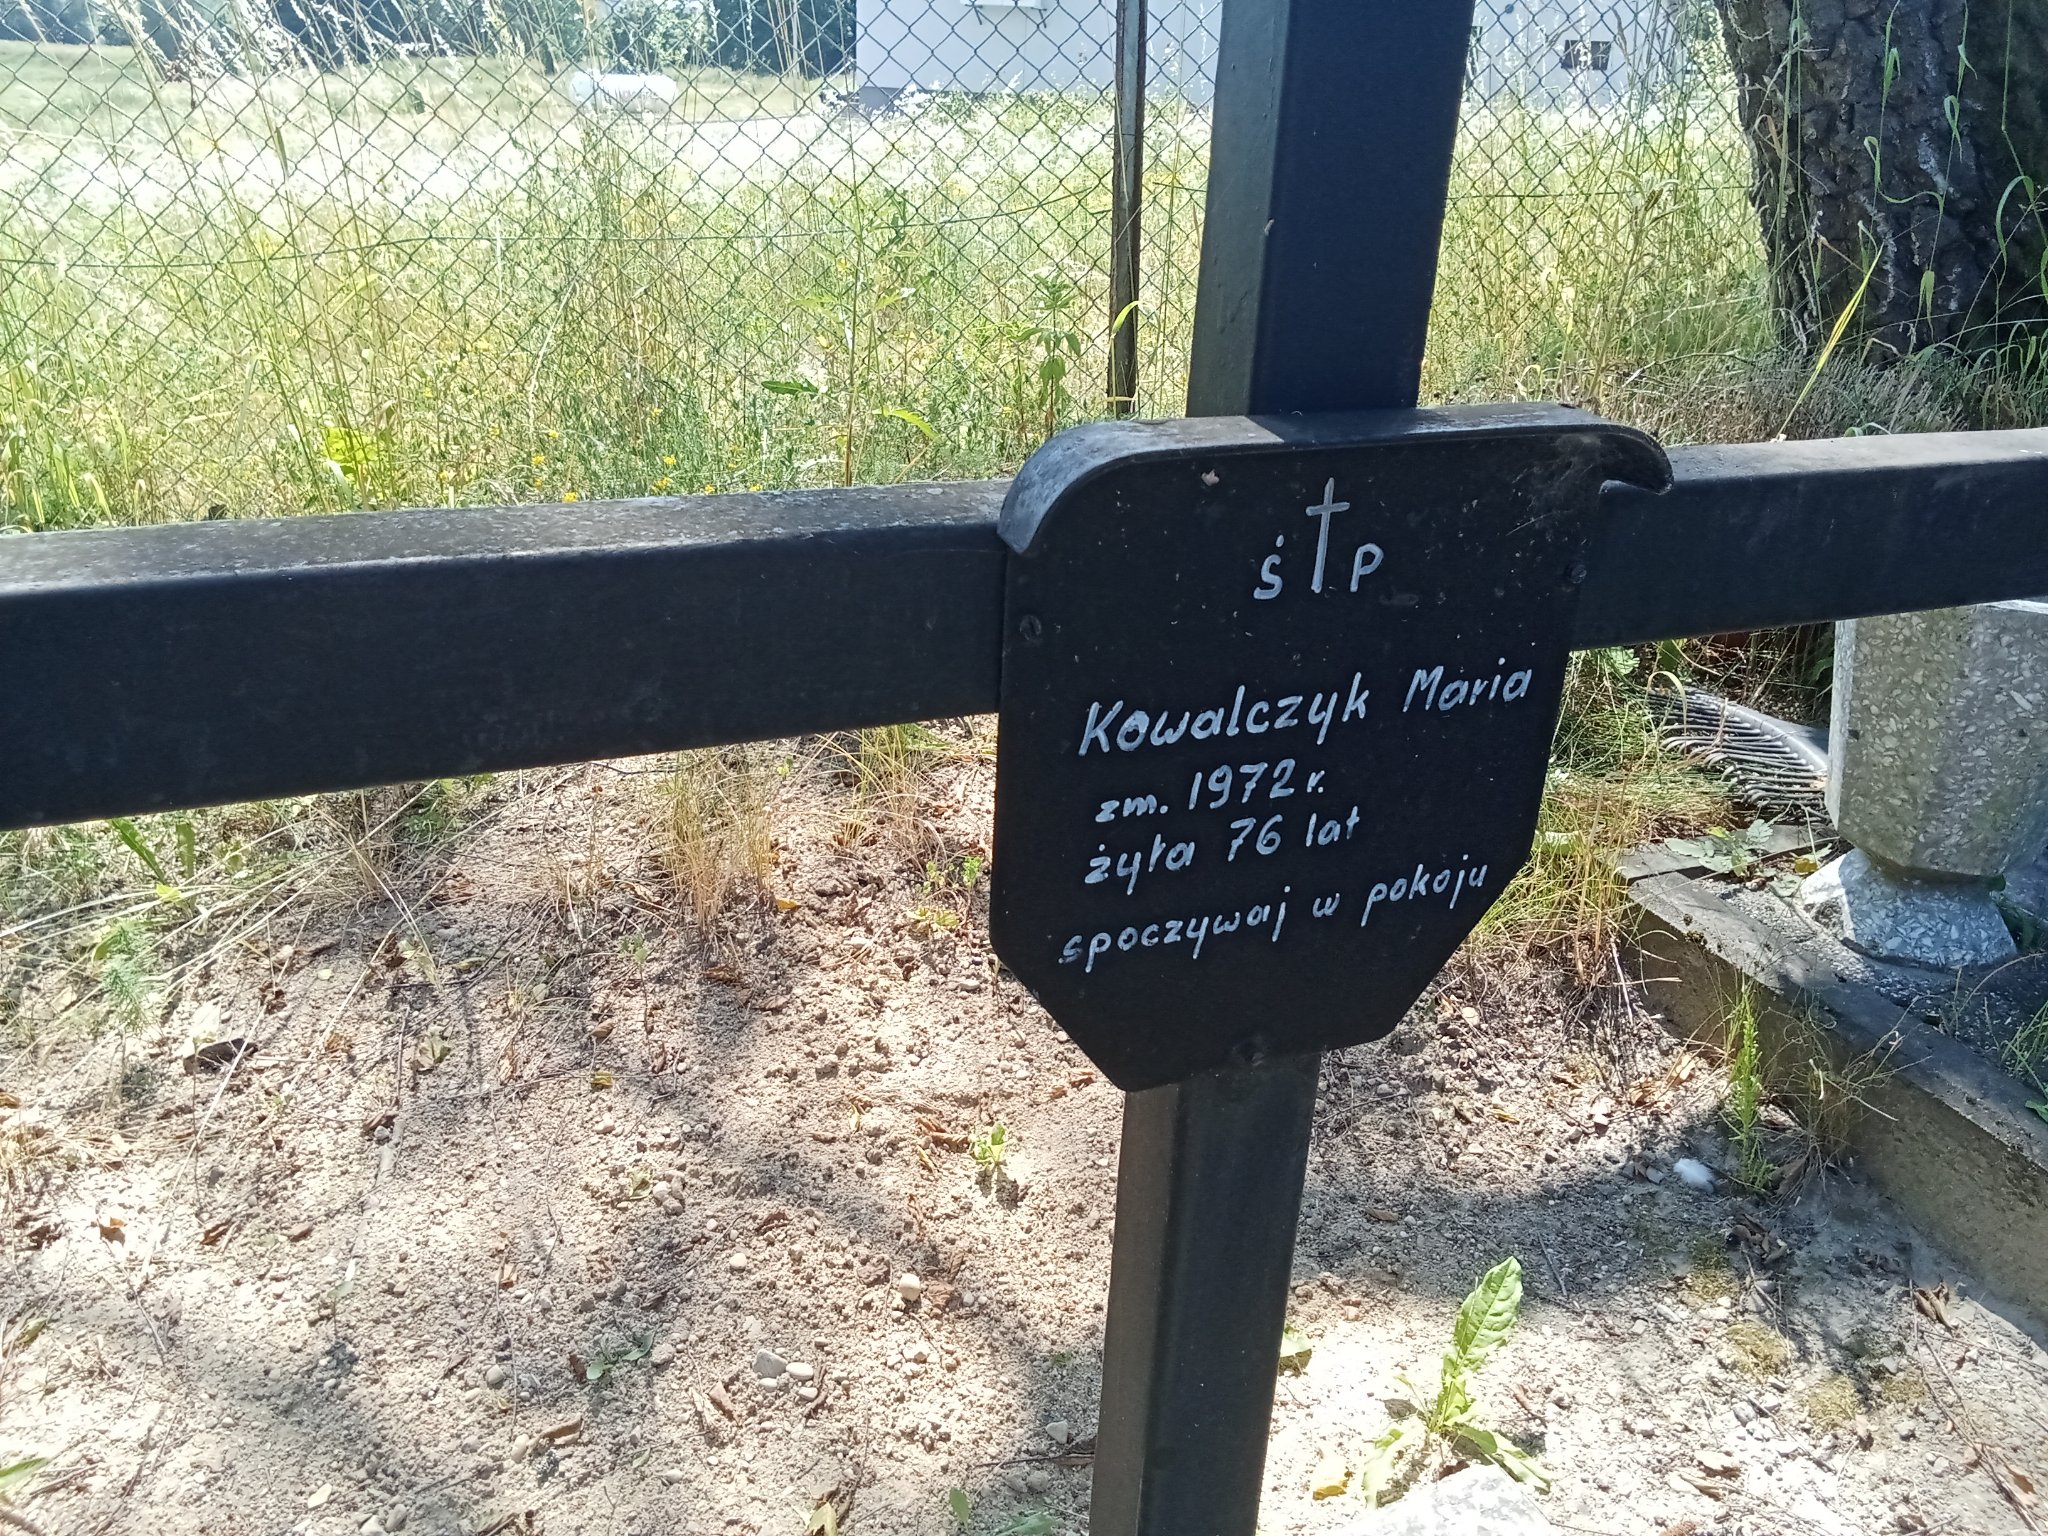 Ś†P
Kowalczyk Maria
zm. 1972 r.
żyła 76 lat
spoczywaj w pokoju